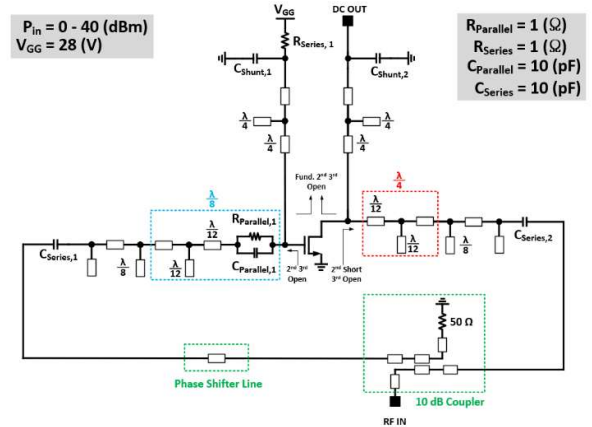 P_in = 0 - 40 (dBm)
V_GG = 28 (V)
V_GG
DC OUT
R_Parallel = 1 (Ω)
R_Series = 1 (Ω)
C_Parallel = 10 (pF)
C_Series = 10 (pF)
R_Series, 1
C_Shunt,1
C_Shunt,2
λ/4
λ/4
λ/4
λ/4
λ/8
Fund. 2nd 3rd
Open
λ/4
λ/12
R_Parallel,1
λ/12
C_Series,1
λ/8
λ/12
C_Parallel,1
2nd 3rd
Open
2nd Short
3rd Open
λ/12
λ/8
C_Series,2
50 Ω
Phase Shifter Line
10 dB Coupler
RF IN